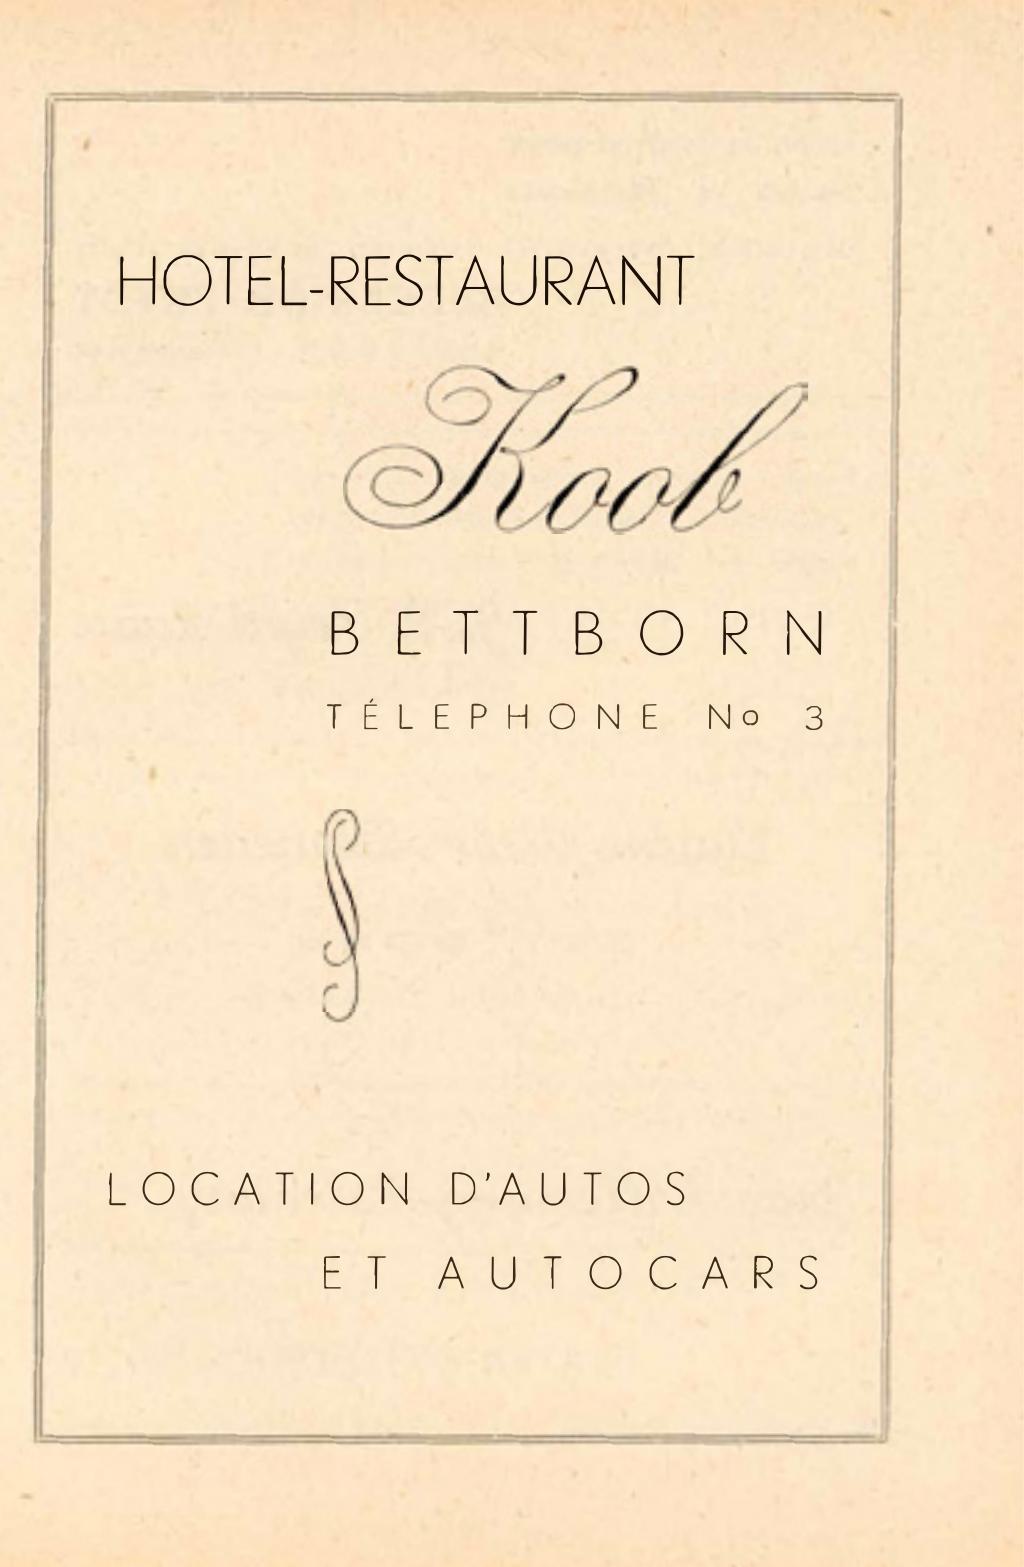 HOTEL-RESTAURANT
Koob
BETTBORN
TÉLEPHONE No 3
LOCATION D'AUTOS
ET AUTOCARS